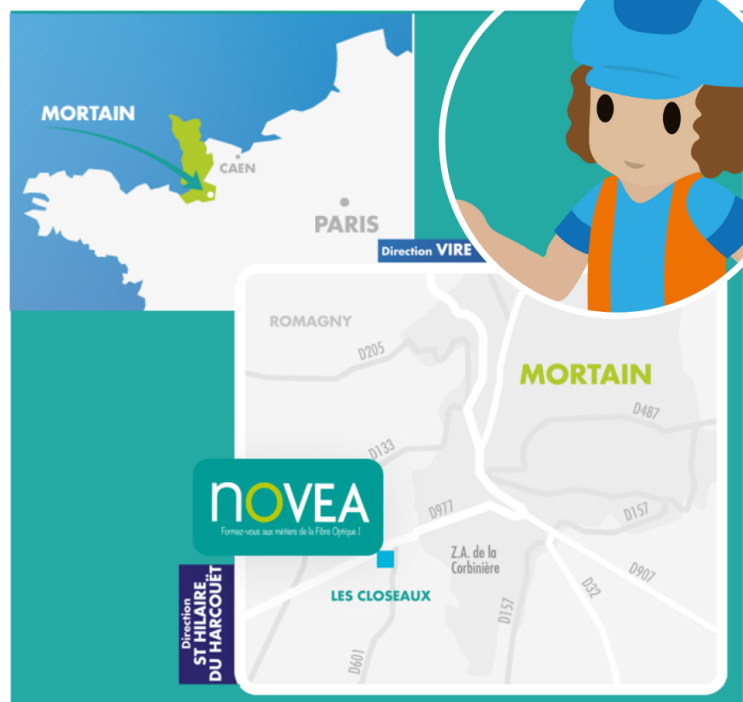 MORTAIN
CAEN
PARIS
Direction VIRE
ROMAGNY
D205
MORTAIN
D487
D133
NOVEA
Formez-vous aux métiers de la Fibre Optique !
D977
D157
Z.A. de la
Corbinière
D907
D32
LES CLOSEAUX
D157
Direction
ST HILAIRE
DU HARCOUËT
D601